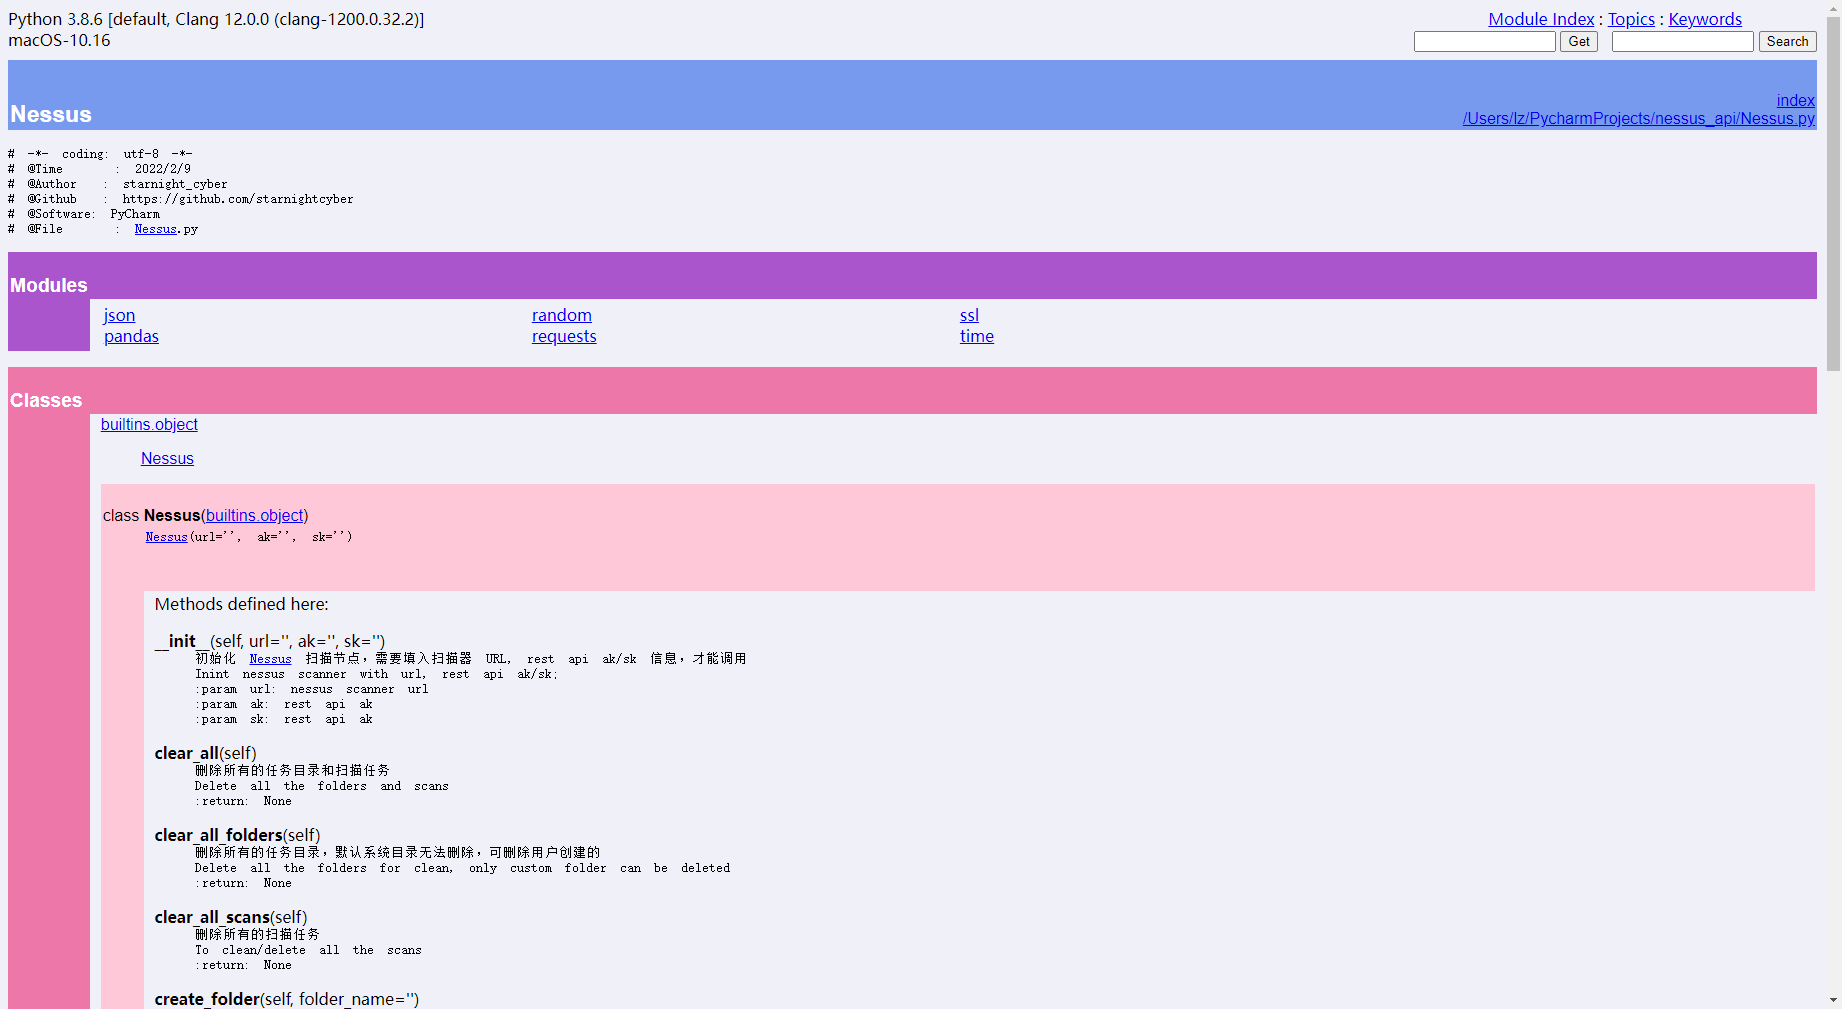 Python 3.8.6 [default, Clang 12.0.0 (clang-1200.0.32.2)]
macOS-10.16
Module Index : Topics : Keywords
Get Search
Nessus
index
/Users/lz/PycharmProjects/nessus_api/Nessus.py
# -*- coding: utf-8 -*-
# @Time : 2022/2/9
# @Author : starnight_cyber
# @Github : https://github.com/starnightcyber
# @Software: PyCharm
# @File : Nessus.py
Modules
json random ssl
pandas requests time
Classes
builtins.object
Nessus
class Nessus(builtins.object)
Nessus(url='', ak='', sk='')
Methods defined here:
__init__(self, url='', ak='', sk='')
初始化 Nessus 扫描节点，需要填入扫描器 URL, rest api ak/sk 信息，才能调用
Inint nessus scanner with url, rest api ak/sk;
:param url: nessus scanner url
:param ak: rest api ak
:param sk: rest api ak
clear_all(self)
删除所有的任务目录和扫描任务
Delete all the folders and scans
:return: None
clear_all_folders(self)
删除所有的任务目录，默认系统目录无法删除，可删除用户创建的
Delete all the folders for clean, only custom folder can be deleted
:return: None
clear_all_scans(self)
删除所有的扫描任务
To clean/delete all the scans
:return: None
create_folder(self, folder_name='')